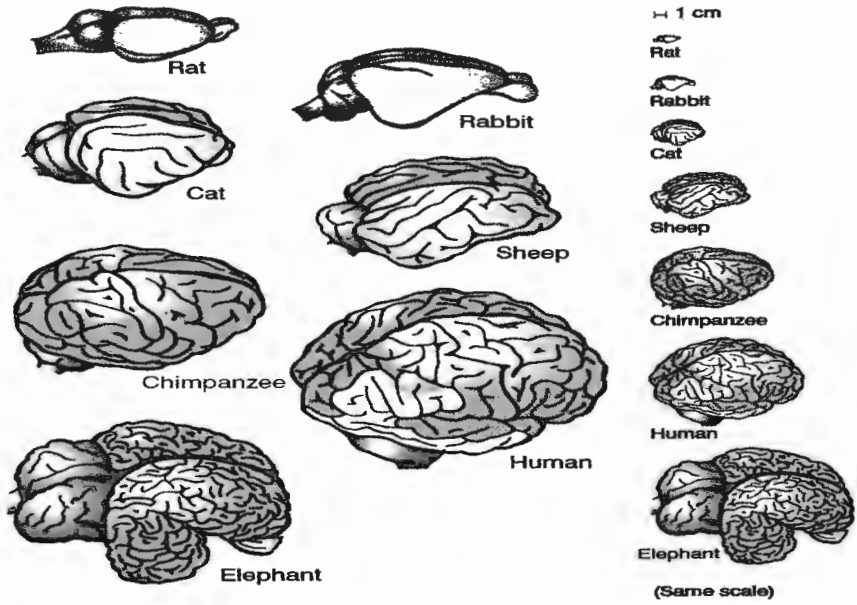 Rat
Rabbit
Cat
Sheep
Chimpanzee
Human
Elephant
1 cm
Rat
Rabbit
Cat
Sheep
Chimpanzee
Human
Elephant
(Same scale)